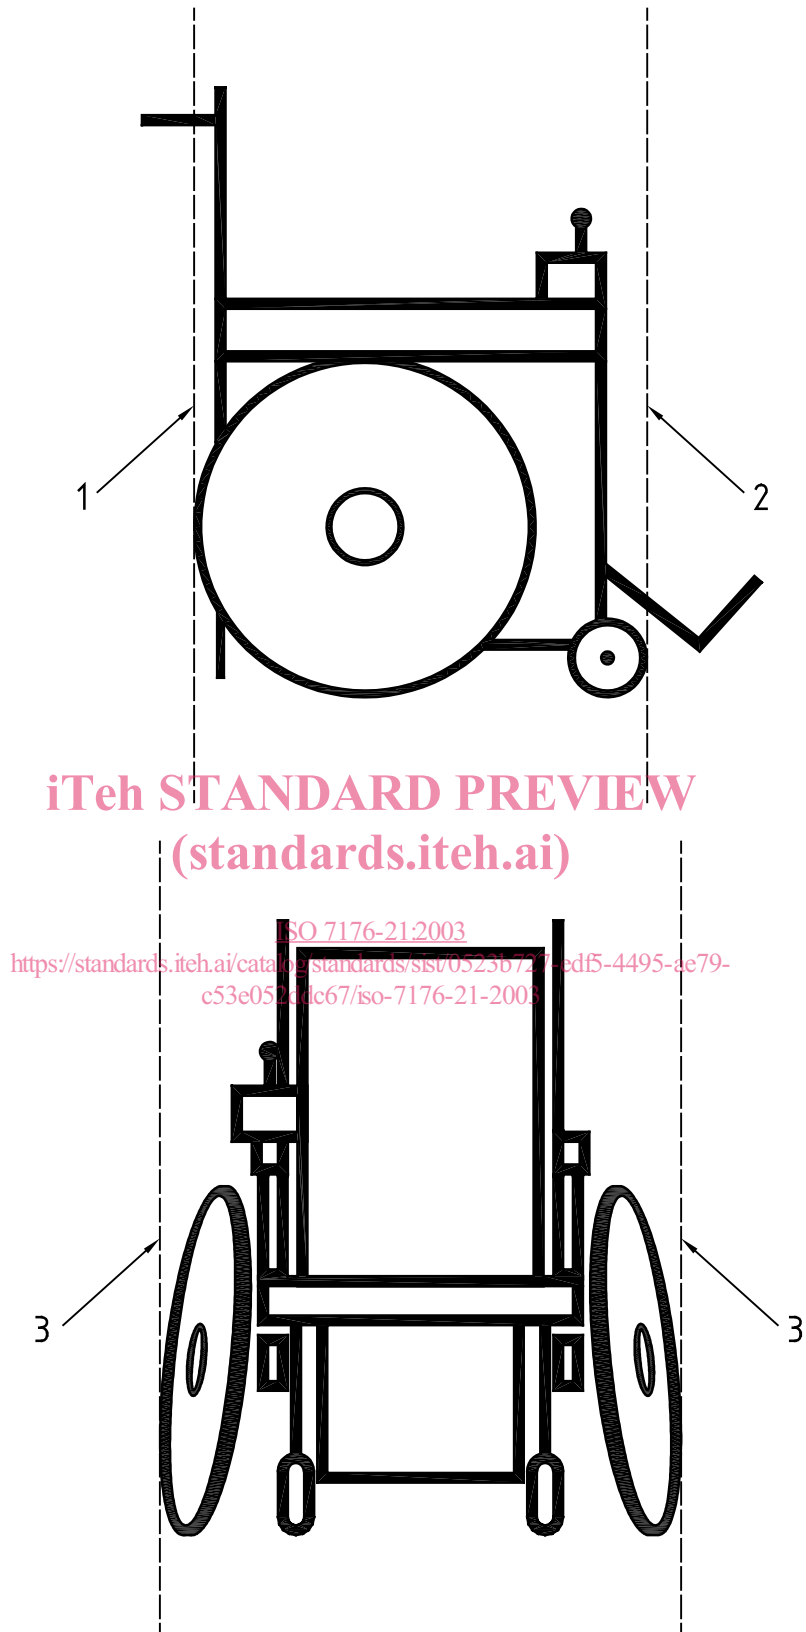 1
2
iTeh STANDARD PREVIEW
(standards.iteh.ai)
ISO 7176-21:2003
https://standards.iteh.ai/catalog/standards/sist/0523b727-edf5-4495-ae79-
c53e052ddc67/iso-7176-21-2003
3
3